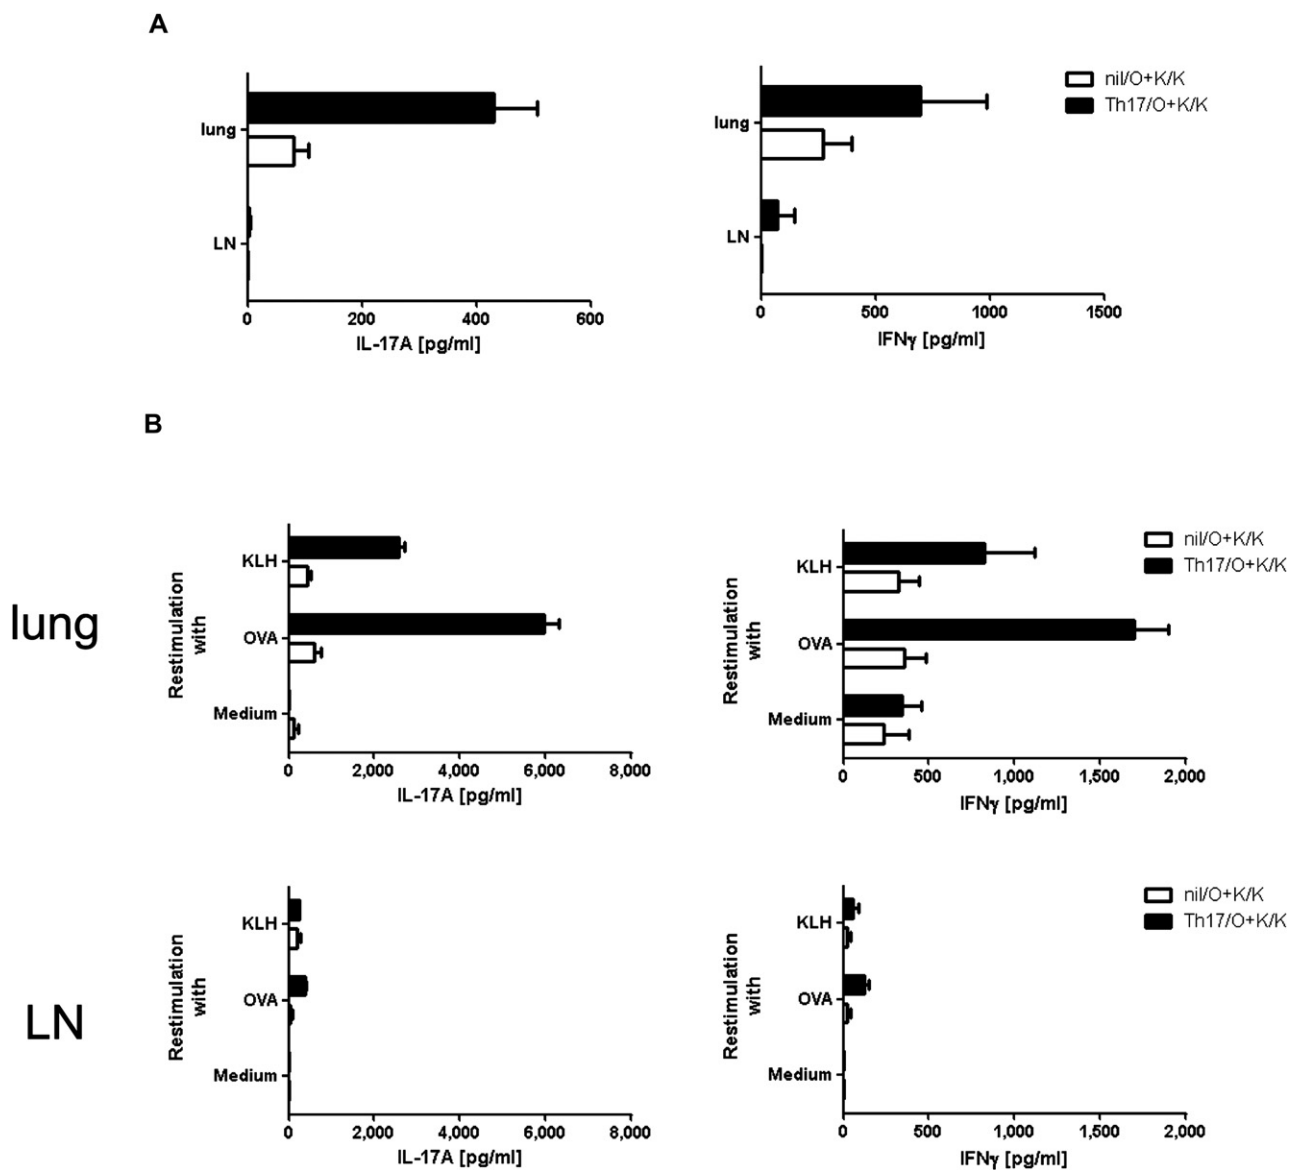 A
lung
LN
0 200 400 600
IL-17A [pg/ml]
lung
LN
0 500 1000 1500
IFNγ [pg/ml]
nil/O+K/K
Th17/O+K/K
B
lung
Restimulation
with
KLH
OVA
Medium
0 2,000 4,000 6,000 8,000
IL-17A [pg/ml]
Restimulation
with
KLH
OVA
Medium
0 500 1,000 1,500 2,000
IFNγ [pg/ml]
nil/O+K/K
Th17/O+K/K
LN
Restimulation
with
KLH
OVA
Medium
0 2,000 4,000 6,000 8,000
IL-17A [pg/ml]
Restimulation
with
KLH
OVA
Medium
0 500 1,000 1,500 2,000
IFNγ [pg/ml]
nil/O+K/K
Th17/O+K/K